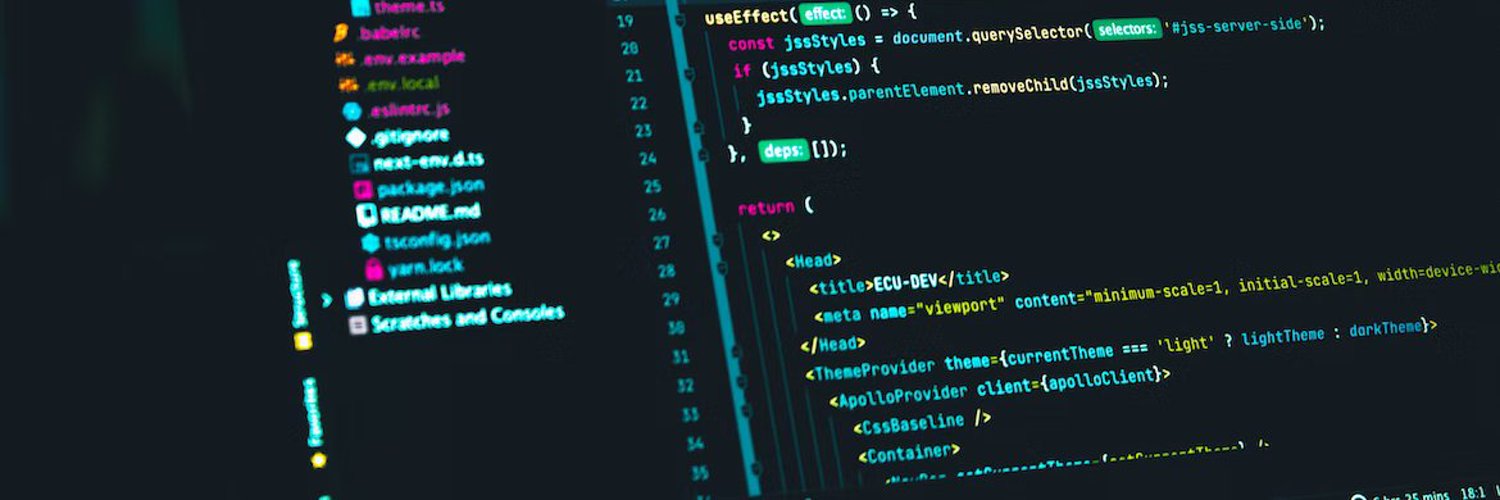 theme.ts
.babelrc
.env.example
.env.local
.eslintrc.js
.gitignore
next-env.d.ts
package.json
README.md
tsconfig.json
yarn.lock
External Libraries
Scratches and Consoles
Structure
Favorites
19 useEffect( effect: () => {
20 const jssStyles = document.querySelector( selectors: '#jss-server-side');
21 if (jssStyles) {
22 jssStyles.parentElement.removeChild(jssStyles);
23 }
24 }, deps: []);
25
26 return (
27 <>
28 <Head>
29 <title>ECU-DEV</title>
30 <meta name="viewport" content="minimum-scale=1, initial-scale=1, width=device-wid
31 </Head>
32 <ThemeProvider theme={currentTheme === 'light' ? lightTheme : darkTheme}>
33 <ApolloProvider client={apolloClient}>
34 <CssBaseline />
35 <Container>
25 mins 18:1